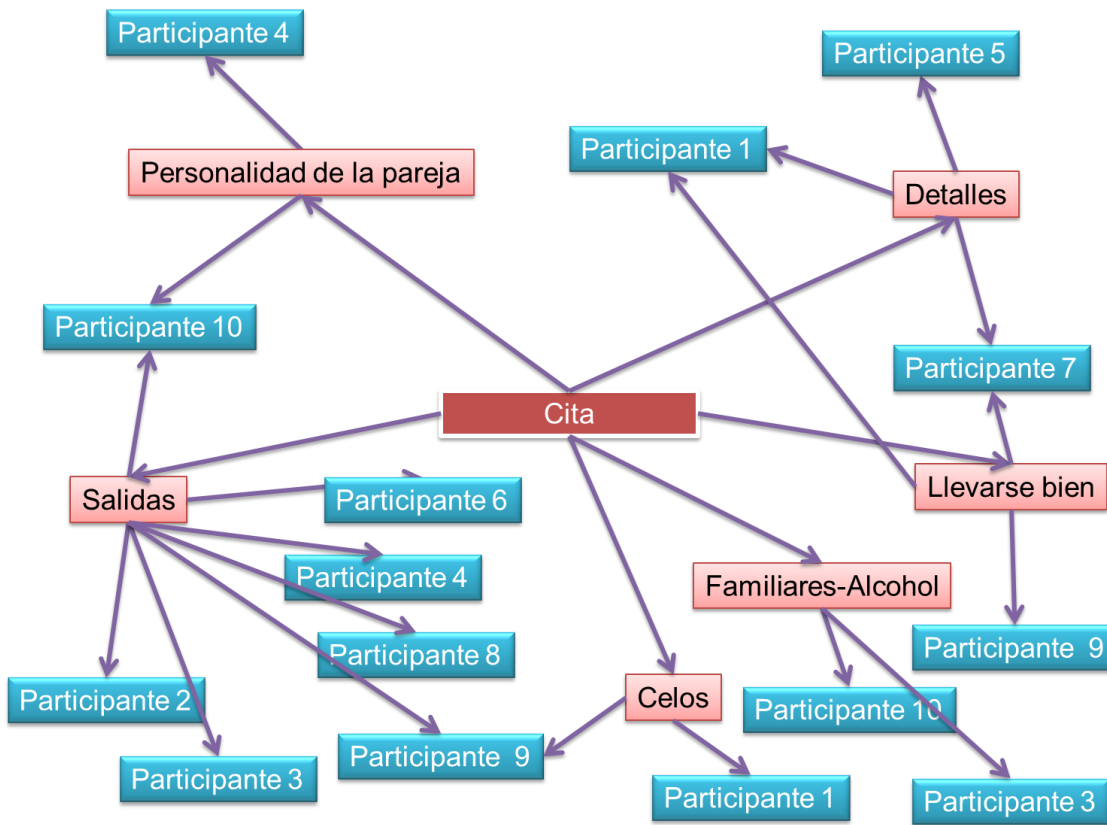 Participante 4
Participante 5
Participante 1
Personalidad de la pareja
Detalles
Participante 10
Participante 7
Cita
Salidas
Participante 6
Llevarse bien
Participante 4
Familiares-Alcohol
Participante 8
Participante 9
Participante 2
Celos
Participante 10
Participante 9
Participante 3
Participante 1
Participante 3